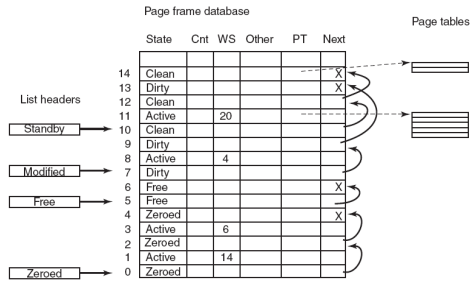 Page frame database
Page tables
State Cnt WS Other PT Next
14 Clean X
13 Dirty X
12 Clean
List headers
11 Active 20
Standby
10 Clean
9 Dirty
8 Active 4
Modified
7 Dirty
6 Free X
Free
5 Free
4 Zeroed X
3 Active 6
2 Zeroed
1 Active 14
Zeroed
0 Zeroed